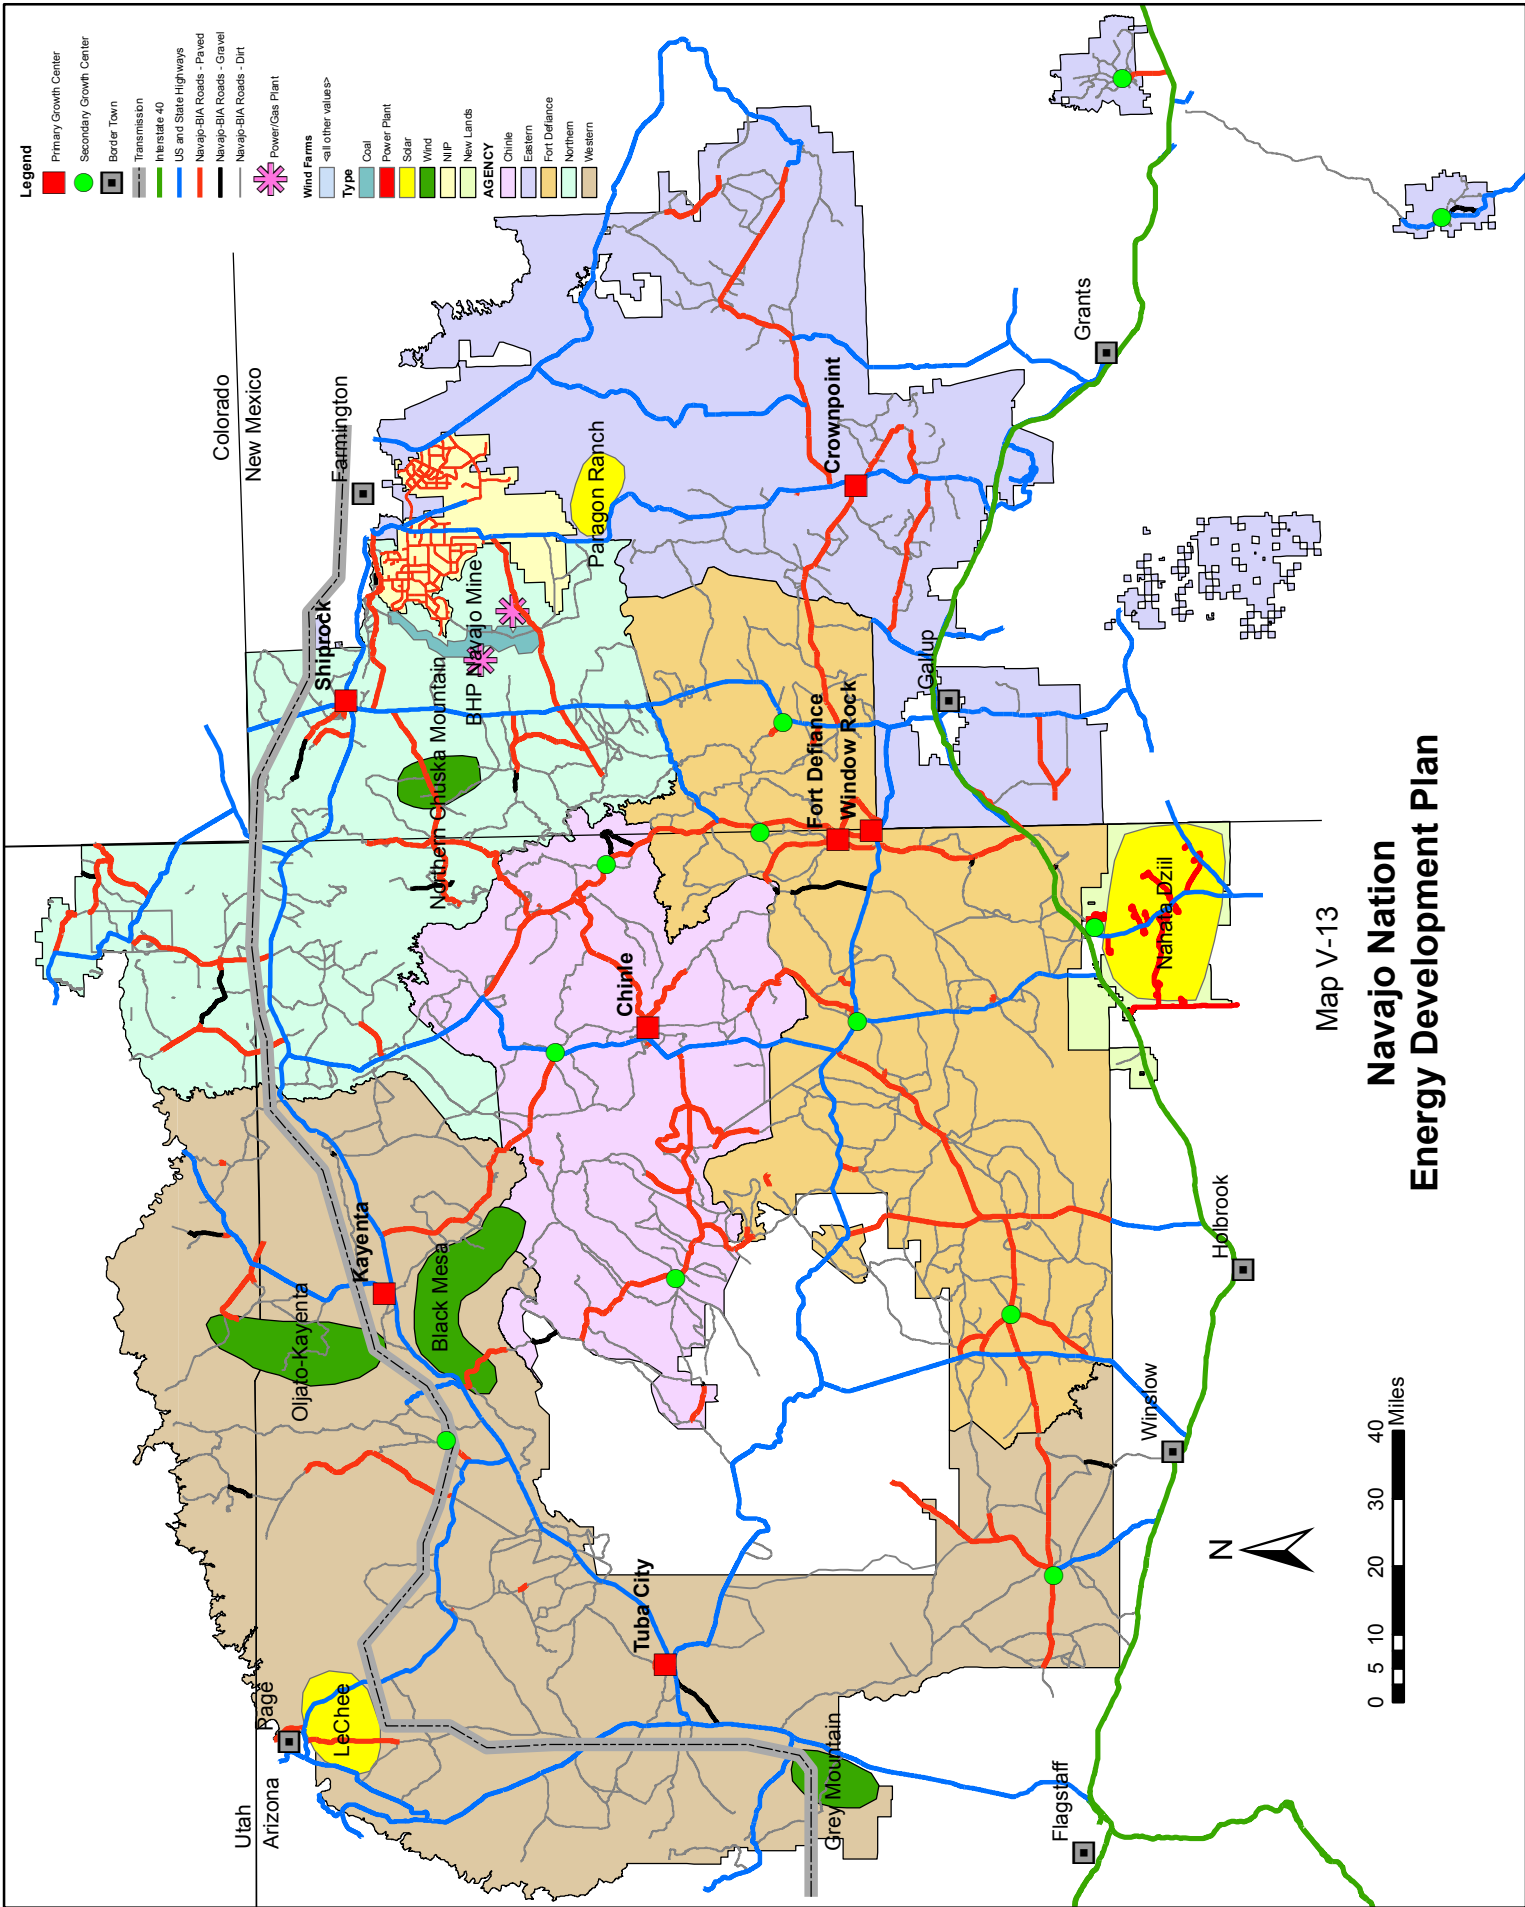 Legend
Primary Growth Center
Secondary Growth Center
Border Town
Transmission
Interstate 40
US and State Highways
Navajo-BIA Roads - Paved
Navajo-BIA Roads - Gravel
Navajo-BIA Roads - Dirt
Power/Gas Plant
Wind Farms
<all other values>
Type
Coal
Power Plant
Solar
Wind
NIIP
New Lands
AGENCY
Chinle
Eastern
Fort Defiance
Northern
Western
Utah
Arizona
Colorado
New Mexico
Page
LeChee
Oljato-Kayenta
Kayenta
Black Mesa
Shiprock
Farmington
Northern Chuska Mountain
BHP Navajo Mine
Paragon Ranch
Tuba City
Chinle
Grey Mountain
Fort Defiance
Window Rock
Crownpoint
Gallup
Grants
Flagstaff
Winslow
Holbrook
Nahata Dziil
N
0 5 10 20 30 40
Miles
Map V-13
Navajo Nation
Energy Development Plan